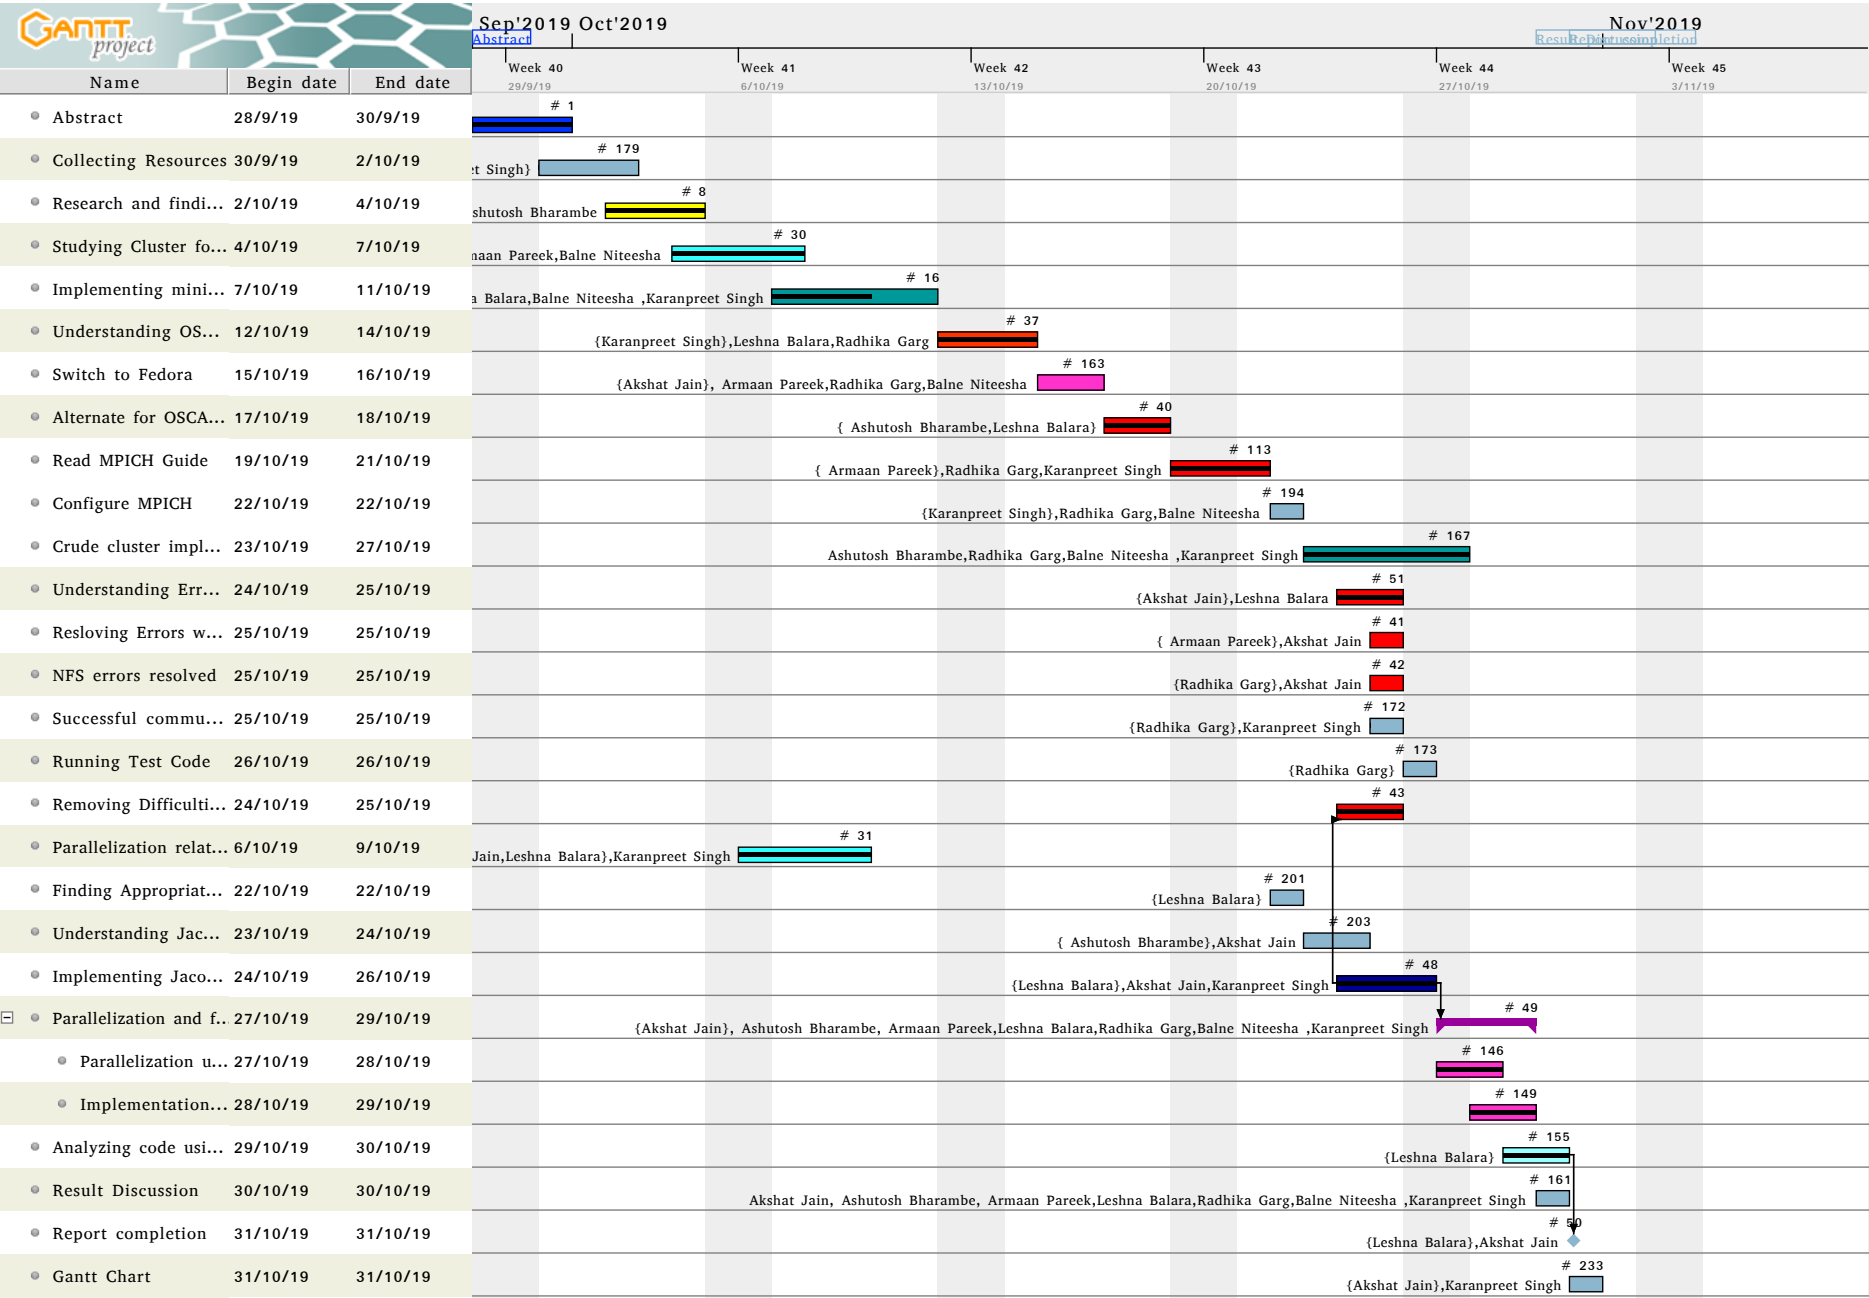 GANTT
project
Sep'2019 Oct'2019 Nov'2019
Abstract
Week 40 Week 41 Week 42 Week 43 Week 44 Week 45
29/9/19 6/10/19 13/10/19 20/10/19 27/10/19 3/11/19
Name Begin date End date
Abstract 28/9/19 30/9/19 # 1
Collecting Resources 30/9/19 2/10/19 Singh} # 179
Research and findi... 2/10/19 4/10/19 shutosh Bharambe # 8
Studying Cluster fo... 4/10/19 7/10/19 maan Pareek,Balne Niteesha # 30
Implementing mini... 7/10/19 11/10/19 a Balara,Balne Niteesha ,Karanpreet Singh # 16
Understanding OS... 12/10/19 14/10/19 {Karanpreet Singh},Leshna Balara,Radhika Garg # 37
Switch to Fedora 15/10/19 16/10/19 {Akshat Jain}, Armaan Pareek,Radhika Garg,Balne Niteesha # 163
Alternate for OSCA... 17/10/19 18/10/19 { Ashutosh Bharambe,Leshna Balara} # 40
Read MPICH Guide 19/10/19 21/10/19 { Armaan Pareek},Radhika Garg,Karanpreet Singh # 113
Configure MPICH 22/10/19 22/10/19 {Karanpreet Singh},Radhika Garg,Balne Niteesha # 194
Crude cluster impl... 23/10/19 27/10/19 Ashutosh Bharambe,Radhika Garg,Balne Niteesha ,Karanpreet Singh # 167
Understanding Err... 24/10/19 25/10/19 {Akshat Jain},Leshna Balara # 51
Resloving Errors w... 25/10/19 25/10/19 { Armaan Pareek},Akshat Jain # 41
NFS errors resolved 25/10/19 25/10/19 {Radhika Garg},Akshat Jain # 42
Successful commu... 25/10/19 25/10/19 {Radhika Garg},Karanpreet Singh # 172
Running Test Code 26/10/19 26/10/19 {Radhika Garg} # 173
Removing Difficulti... 24/10/19 25/10/19 # 43
Parallelization relat... 6/10/19 9/10/19 Jain,Leshna Balara},Karanpreet Singh # 31
Finding Appropriat... 22/10/19 22/10/19 {Leshna Balara} # 201
Understanding Jac... 23/10/19 24/10/19 { Ashutosh Bharambe},Akshat Jain # 203
Implementing Jaco... 24/10/19 26/10/19 {Leshna Balara},Akshat Jain,Karanpreet Singh # 48
Parallelization and f... 27/10/19 29/10/19 {Akshat Jain}, Ashutosh Bharambe, Armaan Pareek,Leshna Balara,Radhika Garg,Balne Niteesha ,Karanpreet Singh # 49
Parallelization u... 27/10/19 28/10/19 # 146
Implementation... 28/10/19 29/10/19 # 149
Analyzing code usi... 29/10/19 30/10/19 {Leshna Balara} # 155
Result Discussion 30/10/19 30/10/19 Akshat Jain, Ashutosh Bharambe, Armaan Pareek,Leshna Balara,Radhika Garg,Balne Niteesha ,Karanpreet Singh # 161
Report completion 31/10/19 31/10/19 {Leshna Balara},Akshat Jain # 50
Gantt Chart 31/10/19 31/10/19 {Akshat Jain},Karanpreet Singh # 233